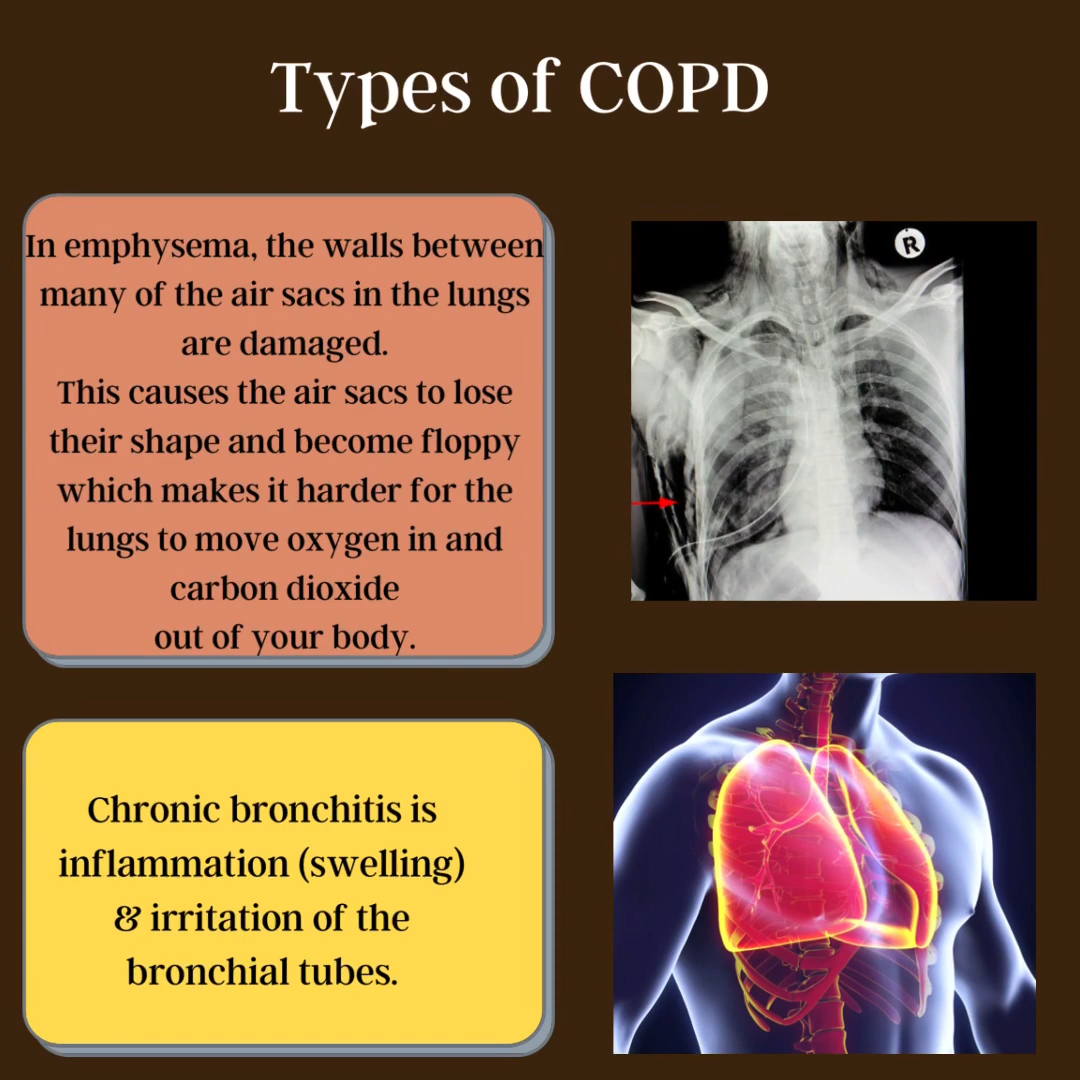 Types of COPD
In emphysema, the walls between
many of the air sacs in the lungs
are damaged.
This causes the air sacs to lose
their shape and become floppy
which makes it harder for the
lungs to move oxygen in and
carbon dioxide
out of your body.
R
Chronic bronchitis is
inflammation (swelling)
& irritation of the
bronchial tubes.